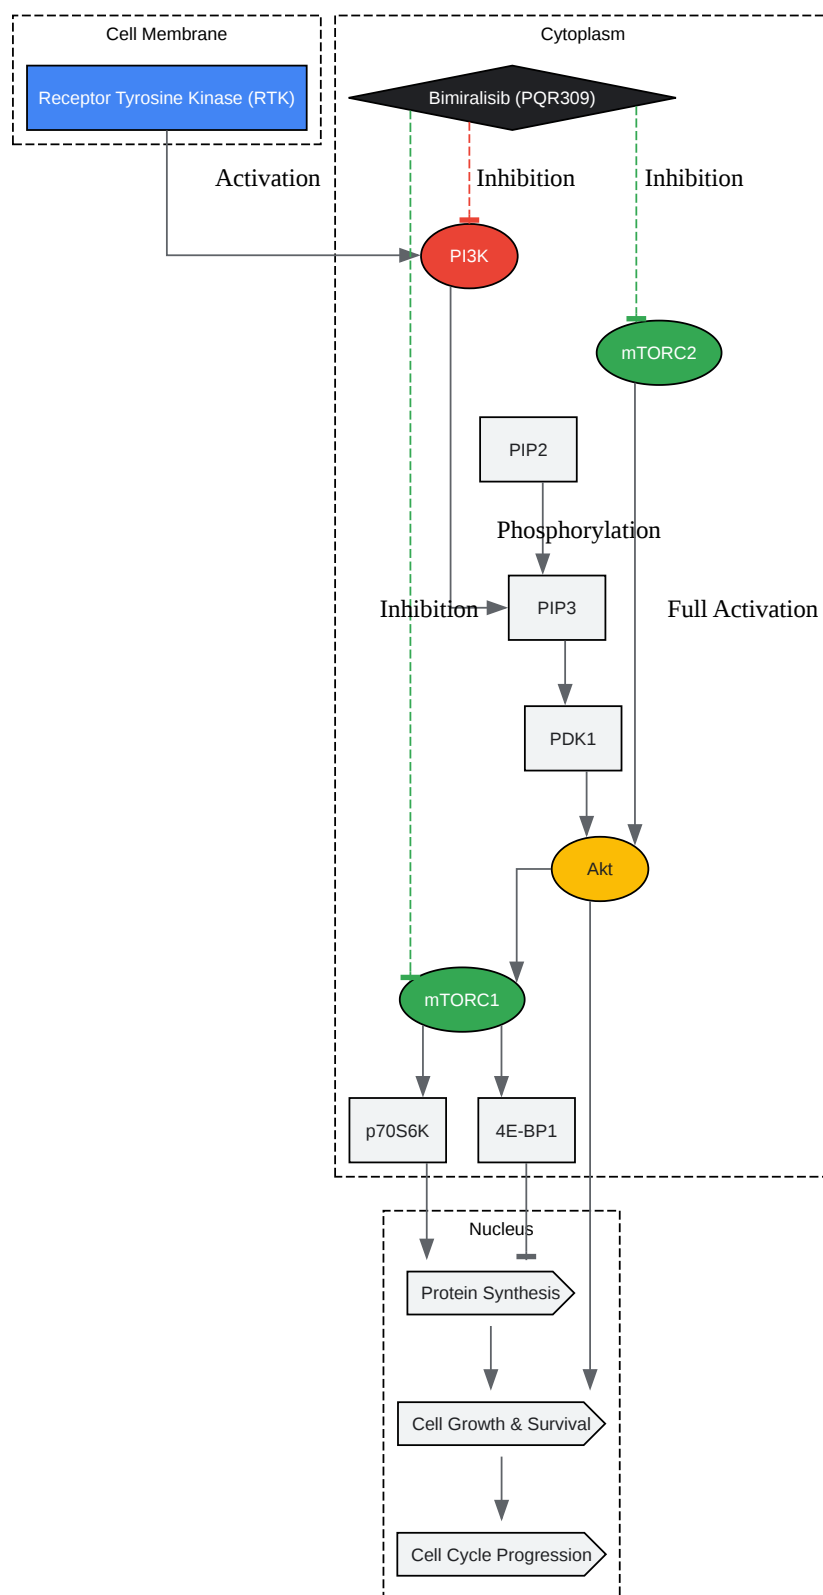 Cell Membrane
Cytoplasm
Receptor Tyrosine Kinase (RTK)
Bimiralisib (PQR309)
Activation
Inhibition
Inhibition
PI3K
mTORC2
PIP2
Phosphorylation
Inhibition
PIP3
Full Activation
PDK1
Akt
mTORC1
p70S6K
4E-BP1
Nucleus
Protein Synthesis
Cell Growth & Survival
Cell Cycle Progression